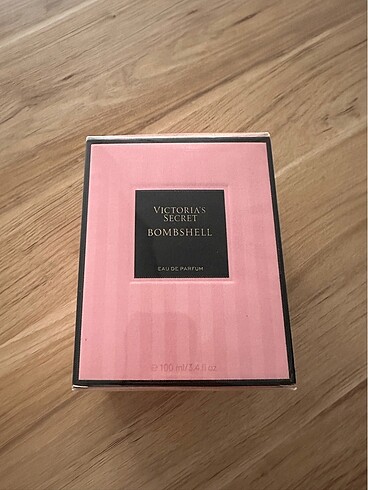 VICTORIA'S
SECRET
BOMBSHELL
EAU DE PARFUM
℮ 100 ml/3.4 fl oz